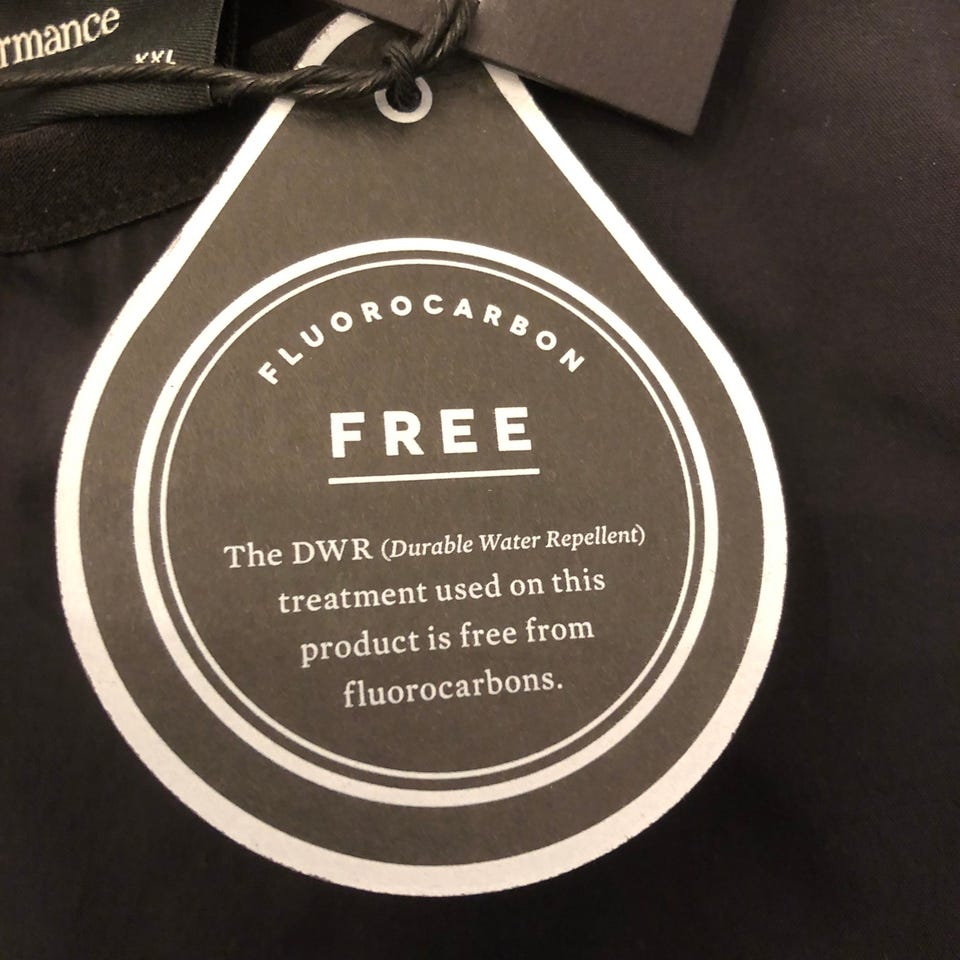 rmance
XXL
FLUOROCARBON
FREE
The DWR (Durable Water Repellent)
treatment used on this
product is free from
fluorocarbons.